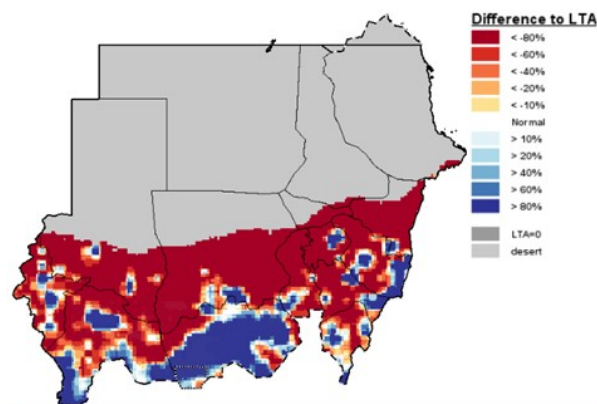 Difference to LTA
< -80%
< -60%
< -40%
< -20%
< -10%
Normal
> 10%
> 20%
> 40%
> 60%
> 80%
LTA=0
desert